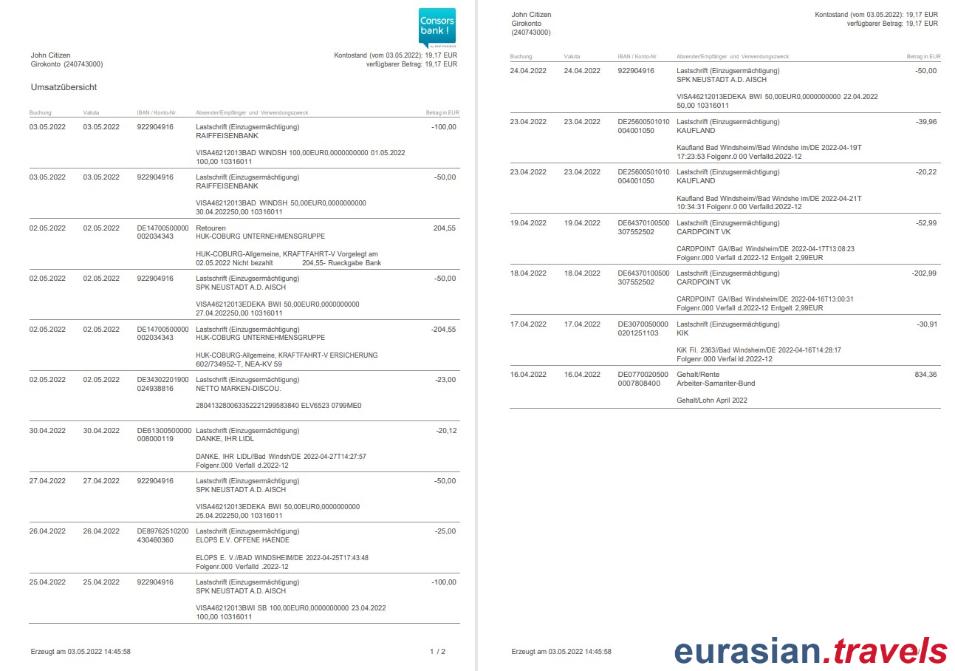 Consors
bank!
John Citizen
Girokonto (240743000)
Kontostand (vom 03.05.2022): 19,17 EUR
verfügbarer Betrag: 19,17 EUR
Umsatzübersicht
Buchung Valuta IBAN / Konto-Nr Absender/Empfänger und Verwendungszweck Betrag in EUR
03.05.2022 03.05.2022 922904916 Lastschrift (Einzugsermächtigung) -100,00
RAIFFEISENBANK
VISA46212013BAD WINDSH 100,00EUR0,0000000000 01.05.2022
100,00 10316011
03.05.2022 03.05.2022 922904916 Lastschrift (Einzugsermächtigung) -50,00
RAIFFEISENBANK
VISA46212013BAD WINDSH 50,00EUR0,0000000000
30.04.202250,00 10316011
02.05.2022 02.05.2022 DE14700500000 Retouren 204,55
002034343 HUK-COBURG UNTERNEHMENSGRUPPE
HUK-COBURG-Allgemeine, KRAFTFAHRT-V Vorgelegt am
02.05.2022 Nicht bezahlt 204,55- Rueckgabe Bank
02.05.2022 02.05.2022 922904916 Lastschrift (Einzugsermächtigung) -50,00
SPK NEUSTADT A.D. AISCH
VISA46212013EDEKA BWI 50,00EUR0,0000000000
27.04.202250,00 10316011
02.05.2022 02.05.2022 DE14700500000 Lastschrift (Einzugsermächtigung) -204,55
002034343 HUK-COBURG UNTERNEHMENSGRUPPE
HUK-COBURG-Allgemeine, KRAFTFAHRT-V ERSICHERUNG
602/734952-T, NEA-KV 59
02.05.2022 02.05.2022 DE34302201900 Lastschrift (Einzugsermächtigung) -23,00
024938816 NETTO MARKEN-DISCOU.
28041328006335222129958384O ELV6523 0799ME0
30.04.2022 30.04.2022 DE61300500000 Lastschrift (Einzugsermächtigung) -20,12
008000119 DANKE, IHR LIDL
DANKE, IHR LIDL//Bad Windsh/DE 2022-04-27T14:27:57
Folgenr.000 Verfall d.2022-12
27.04.2022 27.04.2022 922904916 Lastschrift (Einzugsermächtigung) -50,00
SPK NEUSTADT A.D. AISCH
VISA46212013EDEKA BWI 50,00EUR0,0000000000
25.04.202250,00 10316011
26.04.2022 26.04.2022 DE89762510200 Lastschrift (Einzugsermächtigung) -25,00
430460360 ELOPS E.V. OFFENE HAENDE
ELOPS E. V.//BAD WINDSHEIM/DE 2022-04-25T17:43:48
Folgenr.000 Verfalld .2022-12
25.04.2022 25.04.2022 922904916 Lastschrift (Einzugsermächtigung) -100,00
SPK NEUSTADT A.D. AISCH
VISA46212013BWI SB 100,00EUR0,0000000000 23.04.2022
100,00 10316011
Erzeugt am 03.05.2022 14:45:58 1 / 2
John Citizen
Girokonto
(240743000)
Kontostand (vom 03.05.2022): 19,17 EUR
verfügbarer Betrag: 19,17 EUR
Buchung Valuta IBAN / Konto-Nr Absender/Empfänger und Verwendungszweck Betrag in EUR
24.04.2022 24.04.2022 922904916 Lastschrift (Einzugsermächtigung) -50,00
SPK NEUSTADT A.D. AISCH
VISA46212013EDEKA BWI 50,00EUR0,0000000000 22.04.2022
50,00 10316011
23.04.2022 23.04.2022 DE25600501010 Lastschrift (Einzugsermächtigung) -39,96
004001050 KAUFLAND
Kaufland Bad Windsheim//Bad Windshe im/DE 2022-04-19T
17:23:53 Folgenr.0 00 Verfalld.2022-12
23.04.2022 23.04.2022 DE25600501010 Lastschrift (Einzugsermächtigung) -20,22
004001050 KAUFLAND
Kaufland Bad Windsheim//Bad Windshe im/DE 2022-04-21T
10:34:31 Folgenr.0 00 Verfalld.2022-12
19.04.2022 19.04.2022 DE64370100500 Lastschrift (Einzugsermächtigung) -52,99
307552502 CARDPOINT VK
CARDPOINT GA//Bad Windsheim/DE 2022-04-17T13:08:23
Folgenr.000 Verfall d.2022-12 Entgelt 2,99EUR
18.04.2022 18.04.2022 DE64370100500 Lastschrift (Einzugsermächtigung) -202,99
307552502 CARDPOINT VK
CARDPOINT GA//Bad Windsheim/DE 2022-04-16T13:00:31
Folgenr.000 Verfall d.2022-12 Entgelt 2,99EUR
17.04.2022 17.04.2022 DE3070050000 Lastschrift (Einzugsermächtigung) -30,91
0201251103 KIK
KiK Fil. 2363//Bad Windsheim/DE 2022-04-16T14:28:17
Folgenr.000 Verfal ld.2022-12
16.04.2022 16.04.2022 DE0770020500 Gehalt/Rente 834,36
0007808400 Arbeiter-Samariter-Bund
Gehalt/Lohn April 2022
Erzeugt am 03.05.2022 14:45:58
eurasian.travels